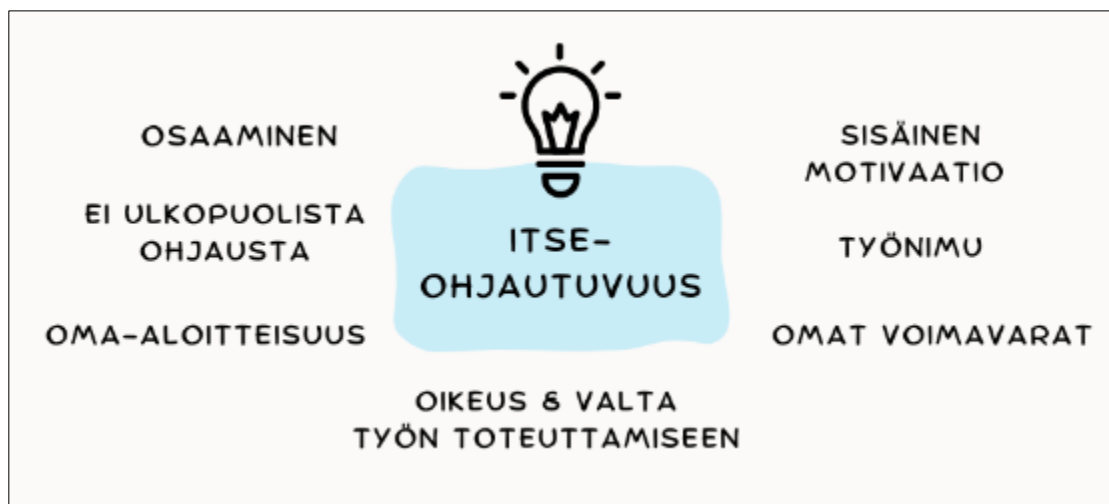 OSAAMINEN
EI ULKOPUOLISTA
OHJAUSTA
OMA-ALOITTEISUUS
ITSE-
OHJAUTUVUUS
SISÄINEN
MOTIVAATIO
TYÖNIMU
OMAT VOIMAVARAT
OIKEUS & VALTA
TYÖN TOTEUTTAMISEEN